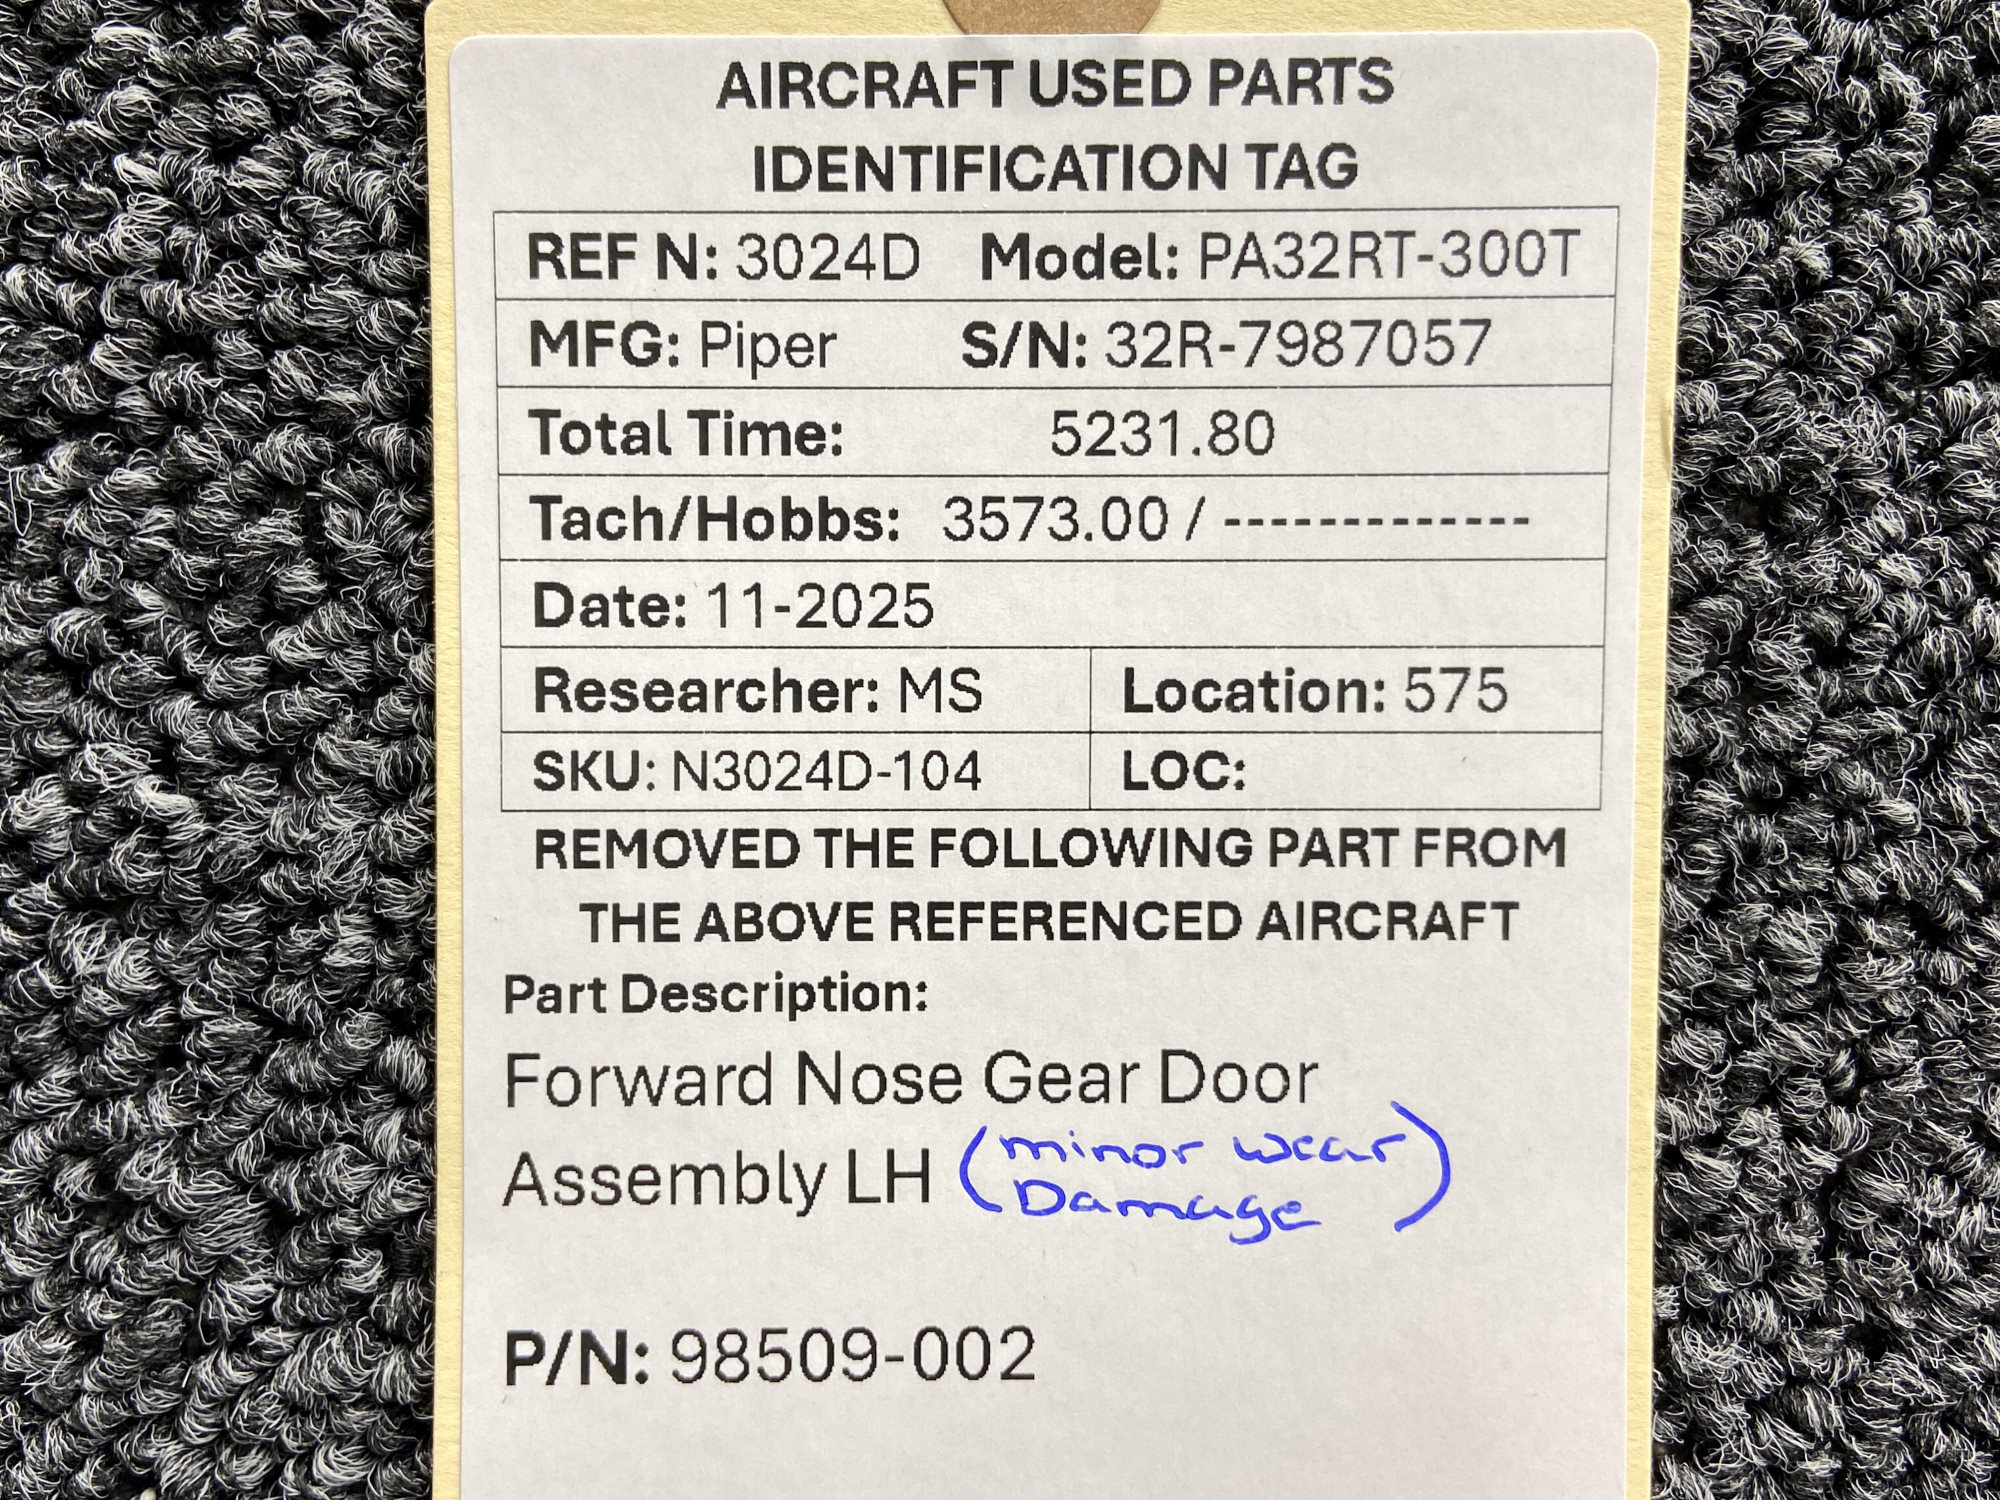 AIRCRAFT USED PARTS
IDENTIFICATION TAG
REF N: 3024D Model: PA32RT-300T
MFG: Piper S/N: 32R-7987057
Total Time: 5231.80
Tach/Hobbs: 3573.00 / -------------
Date: 11-2025
Researcher: MS Location: 575
SKU: N3024D-104 LOC:
REMOVED THE FOLLOWING PART FROM
THE ABOVE REFERENCED AIRCRAFT
Part Description:
Forward Nose Gear Door
Assembly LH (minor wear
Damage)
P/N: 98509-002